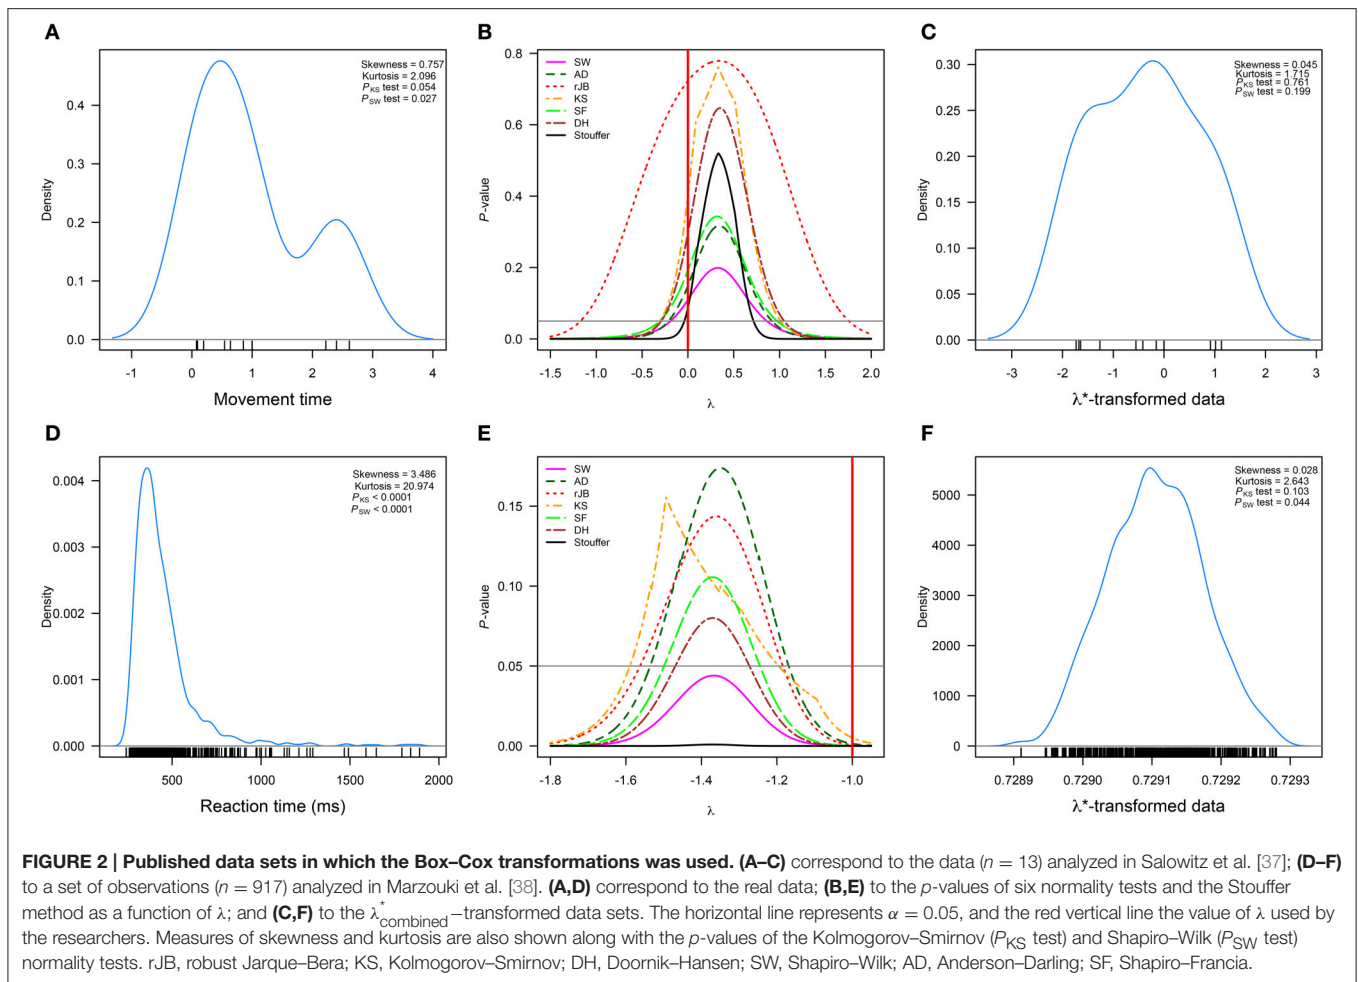 A
Skewness = 0.757
Kurtosis = 2.096
PKS test = 0.054
PSW test = 0.027
Density
0.4
0.3
0.2
0.1
0.0
-1 0 1 2 3 4
Movement time
B
SW
AD
rJB
KS
SF
DH
Stouffer
P-value
0.8
0.6
0.4
0.2
0.0
-1.5 -1.0 -0.5 0.0 0.5 1.0 1.5 2.0
λ
C
Skewness = 0.045
Kurtosis = 1.715
PKS test = 0.761
PSW test = 0.199
Density
0.30
0.25
0.20
0.15
0.10
0.05
0.00
-3 -2 -1 0 1 2 3
λ*-transformed data
D
Skewness = 3.486
Kurtosis = 20.974
PKS < 0.0001
PSW < 0.0001
Density
0.004
0.003
0.002
0.001
0.000
500 1000 1500 2000
Reaction time (ms)
E
SW
AD
rJB
KS
SF
DH
Stouffer
P-value
0.15
0.10
0.05
0.00
-1.8 -1.6 -1.4 -1.2 -1.0
λ
F
Skewness = 0.028
Kurtosis = 2.643
PKS test = 0.103
PSW test = 0.044
Density
5000
4000
3000
2000
1000
0
0.7289 0.7290 0.7291 0.7292 0.7293
λ*-transformed data
FIGURE 2 | Published data sets in which the Box–Cox transformations was used. (A–C) correspond to the data (n = 13) analyzed in Salowitz et al. [37]; (D–F)
to a set of observations (n = 917) analyzed in Marzouki et al. [38]. (A,D) correspond to the real data; (B,E) to the p-values of six normality tests and the Stouffer
method as a function of λ; and (C,F) to the λ*combined−transformed data sets. The horizontal line represents α = 0.05, and the red vertical line the value of λ used by
the researchers. Measures of skewness and kurtosis are also shown along with the p-values of the Kolmogorov–Smirnov (PKS test) and Shapiro–Wilk (PSW test)
normality tests. rJB, robust Jarque–Bera; KS, Kolmogorov–Smirnov; DH, Doornik–Hansen; SW, Shapiro–Wilk; AD, Anderson–Darling; SF, Shapiro–Francia.